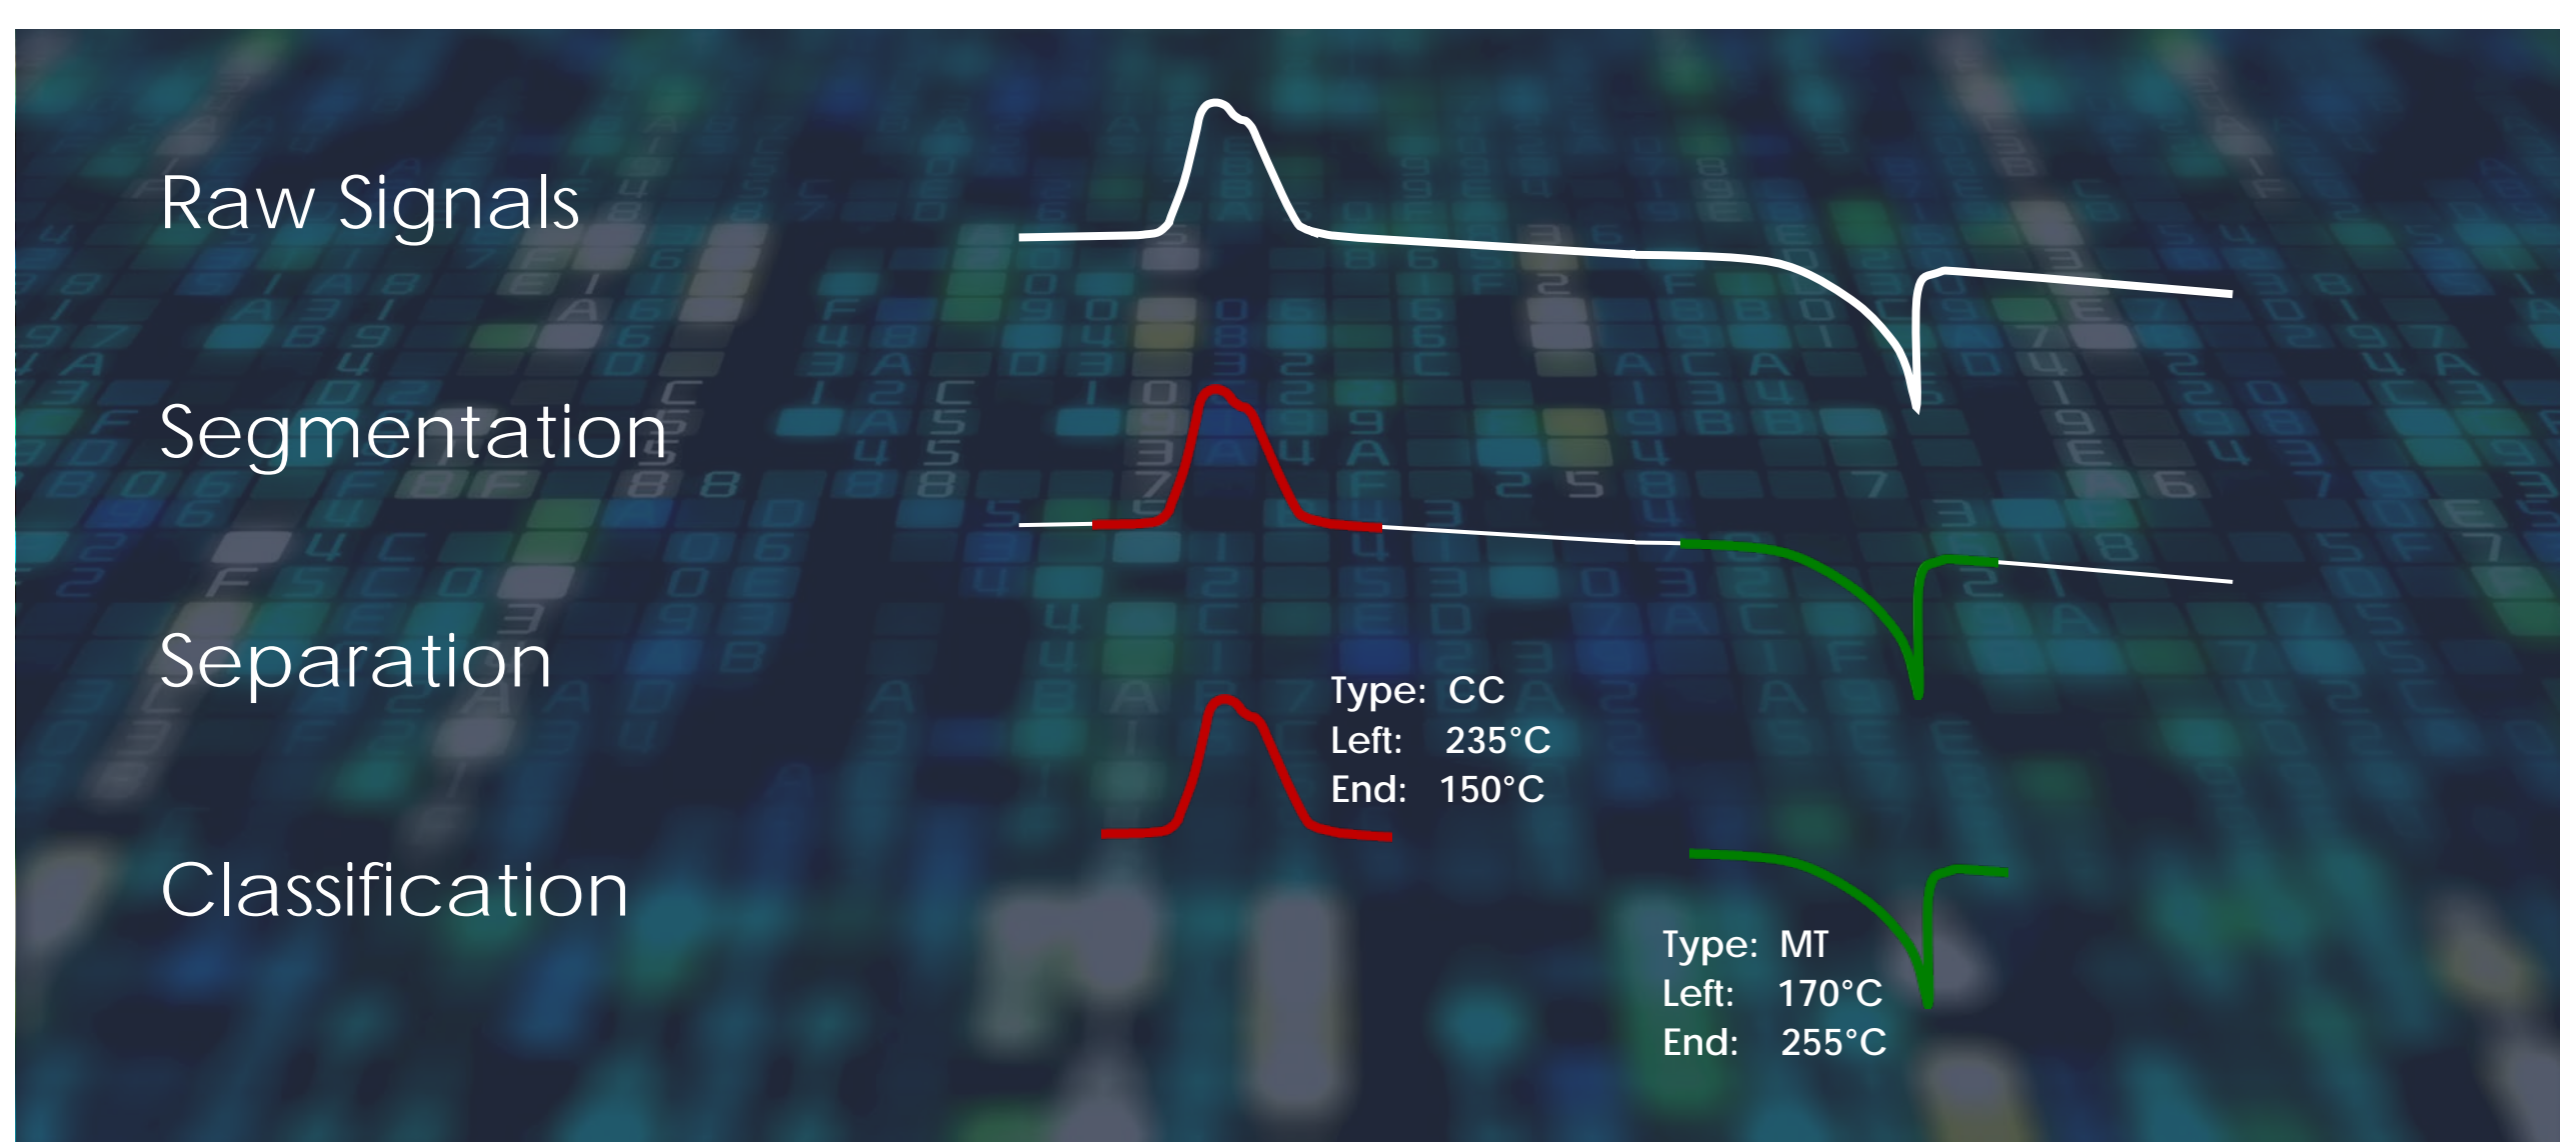 Raw Signals
Segmentation
Separation
Type: CC
Left: 235°C
End: 150°C
Classification
Type: MT
Left: 170°C
End: 255°C